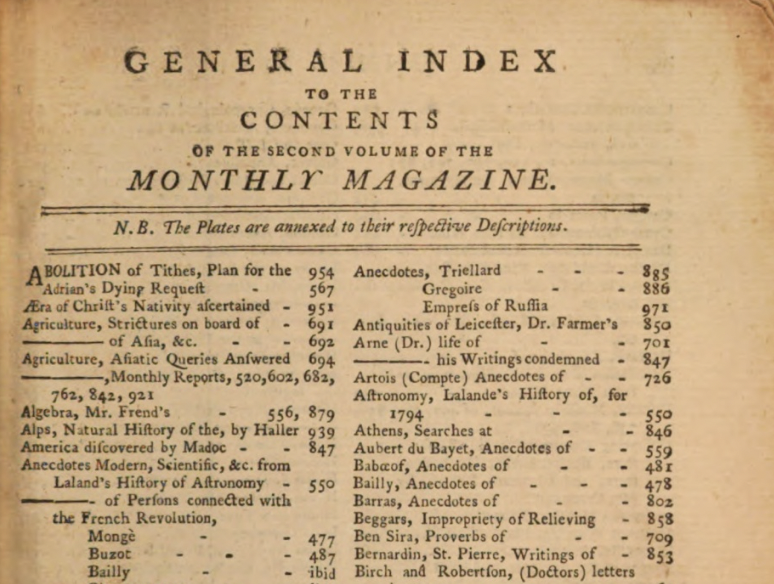 GENERAL INDEX
TO THE
CONTENTS
OF THE SECOND VOLUME OF THE
MONTHLY MAGAZINE.
N. B. The Plates are annexed to their reſpective Deſcriptions.
ABOLITION of Tithes, Plan for the 954
Adrian's Dying Requeſt 567
Æra of Chriſt's Nativity aſcertained - 951
Agriculture, Strictures on board of - 691
——— of Aſia, &c. - - 692
Agriculture, Aſiatic Queries Anſwered 694
———, Monthly Reports, 520, 602, 682,
762, 842, 921
Algebra, Mr. Frend's - 556, 879
Alps, Natural Hiſtory of the, by Haller 939
America diſcovered by Madoc - - 847
Anecdotes Modern, Scientific, &c. from
Laland's Hiſtory of Aſtronomy - 550
——— of Perſons connected with
the French Revolution,
Mongè - - 477
Buzot - - - 487
Bailly - - ibid
Anecdotes, Triellard - - - 885
Gregoire - - 886
Empreſs of Ruſſia 971
Antiquities of Leiceſter, Dr. Farmer's 850
Arne (Dr.) life of - - 701
——— his Writings condemned - 847
Artois (Compte) Anecdotes of - - 726
Aſtronomy, Lalande's Hiſtory of, for
1794 - - - 550
Athens, Searches at - - 846
Aubert du Bayet, Anecdotes of - - 559
Babœof, Anecdotes of - - 481
Bailly, Anecdotes of - - - 478
Barras, Anecdotes of - - 802
Beggars, Impropriety of Relieving - 858
Ben Sira, Proverbs of - - 709
Bernardin, St. Pierre, Writings of - 853
Birch and Robertſon, (Doctors) letters